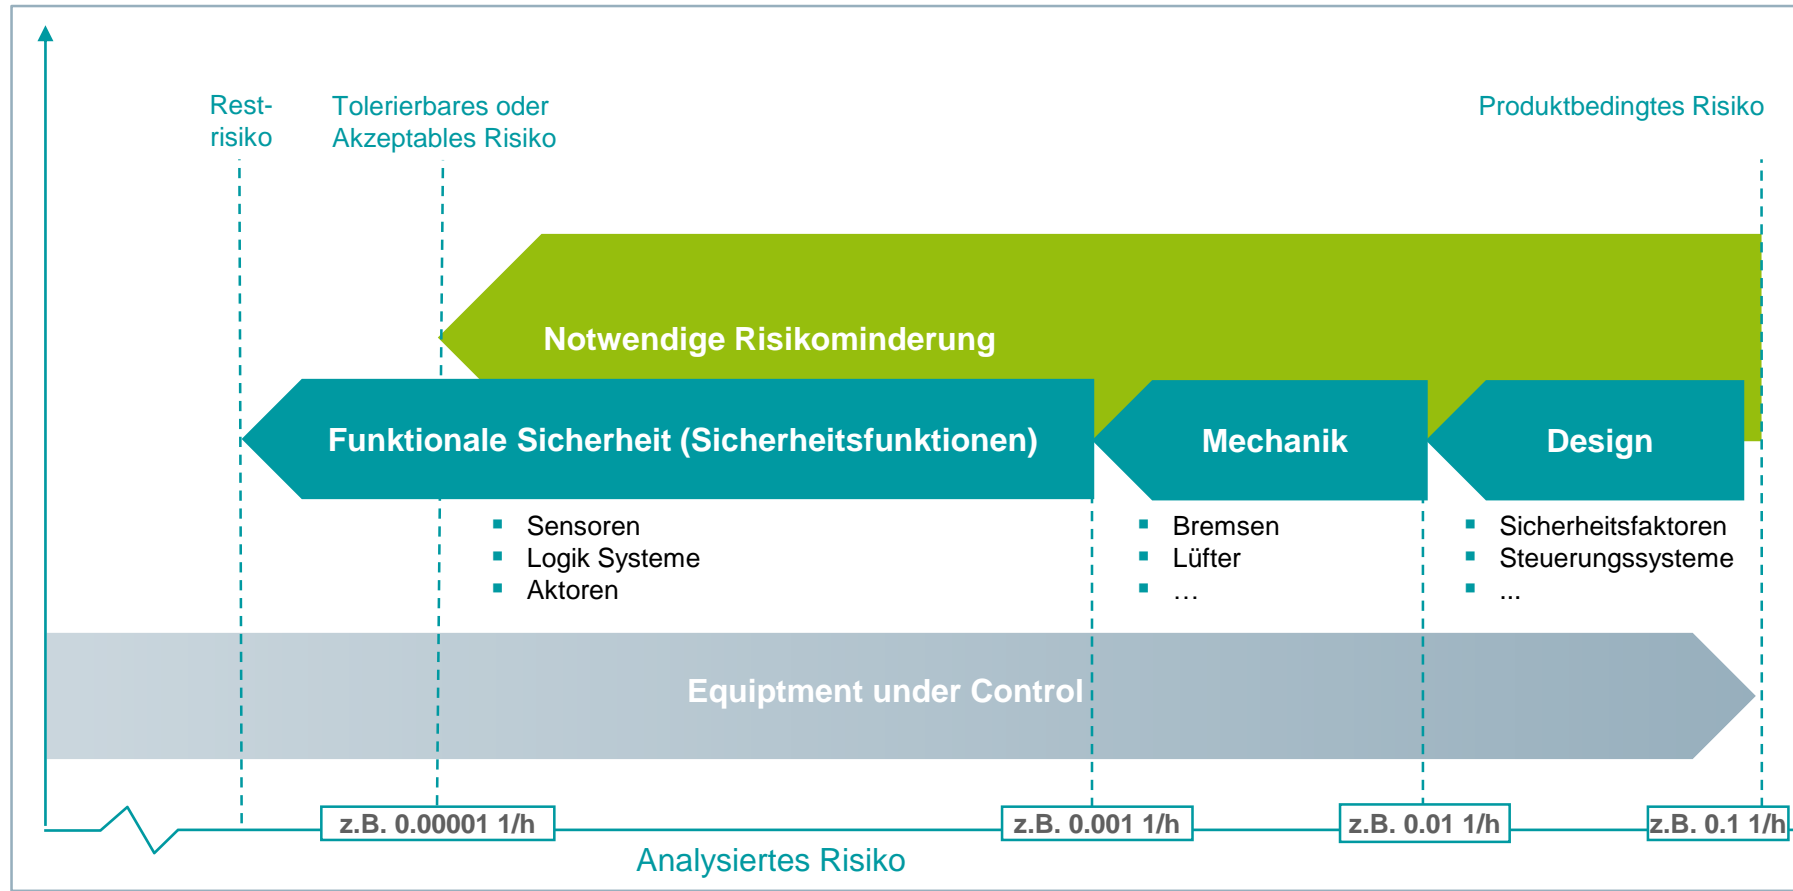 Rest-
risiko
Tolerierbares oder
Akzeptables Risiko
Produktbedingtes Risiko
Notwendige Risikominderung
Funktionale Sicherheit (Sicherheitsfunktionen)
Mechanik
Design
Sensoren
Logik Systeme
Aktoren
Bremsen
Lüfter
…
Sicherheitsfaktoren
Steuerungssysteme
...
Equiptment under Control
z.B. 0.00001 1/h
z.B. 0.001 1/h
z.B. 0.01 1/h
z.B. 0.1 1/h
Analysiertes Risiko